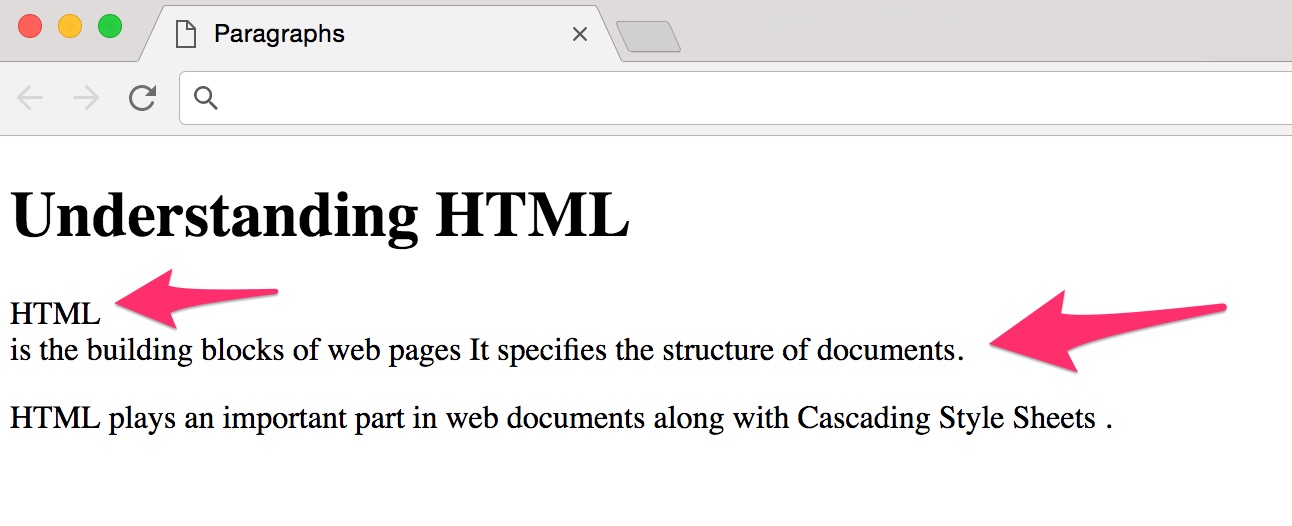 Paragraphs
Understanding HTML
HTML
is the building blocks of web pages It specifies the structure of documents.
HTML plays an important part in web documents along with Cascading Style Sheets .